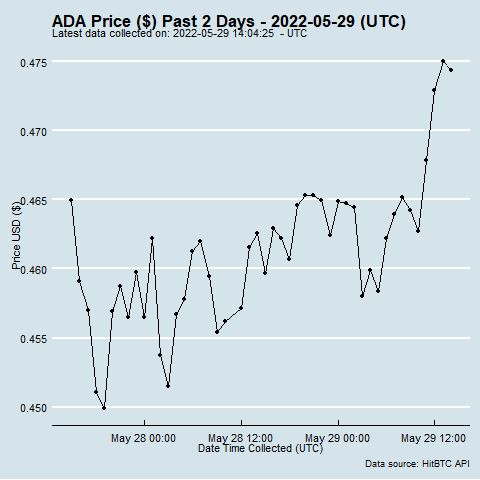 ADA Price ($) Past 2 Days - 2022-05-29 (UTC)
Latest data collected on: 2022-05-29 14:04:25 - UTC
0.475
0.470
0.465
0.460
0.455
0.450
Price USD ($)
May 28 00:00
May 28 12:00
May 29 00:00
May 29 12:00
Date Time Collected (UTC)
Data source: HitBTC API